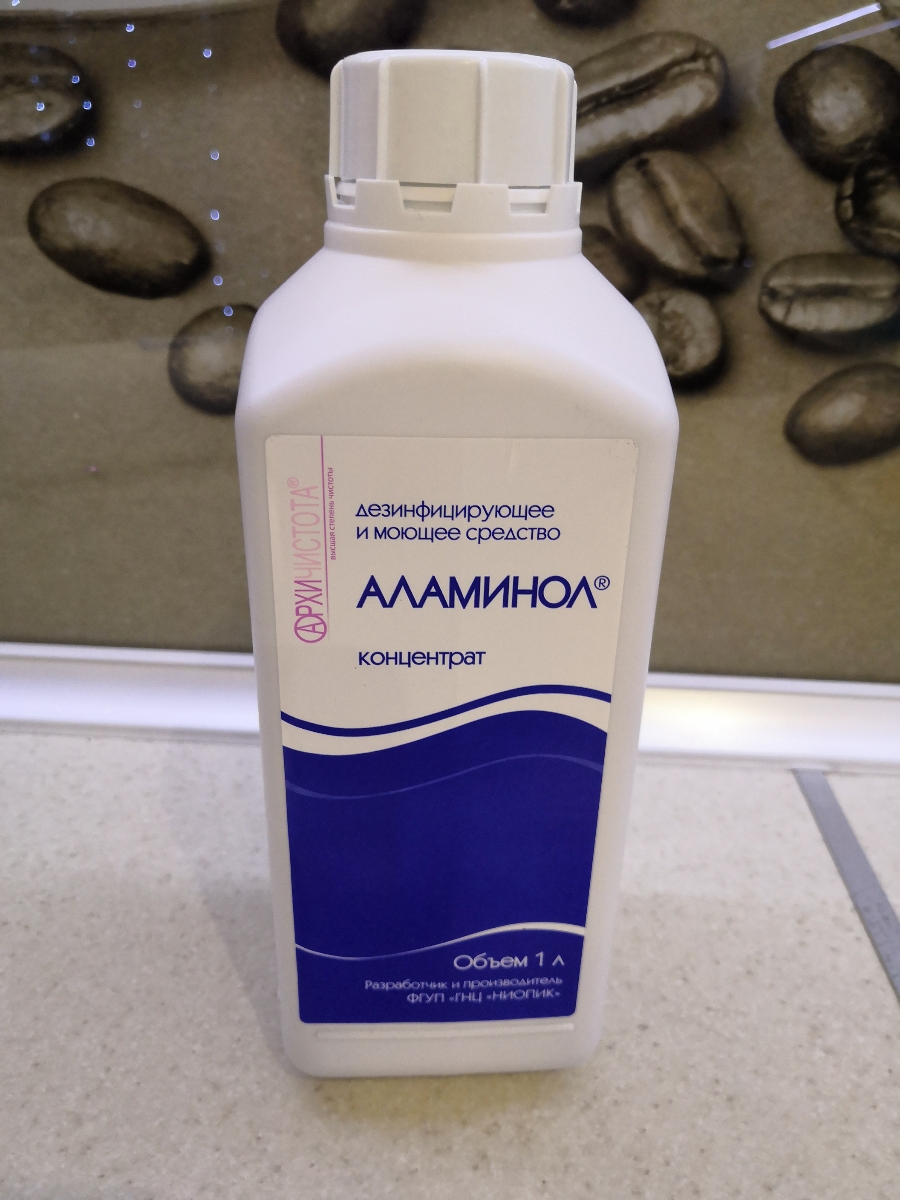 АРХИЧИСТОТА®
высшая степень чистоты
дезинфицирующее
и моющее средство
АЛАМИНОЛ®
концентрат
Объем 1 л
Разработчик и производитель
ФГУП «ГНЦ «НИОПИК»